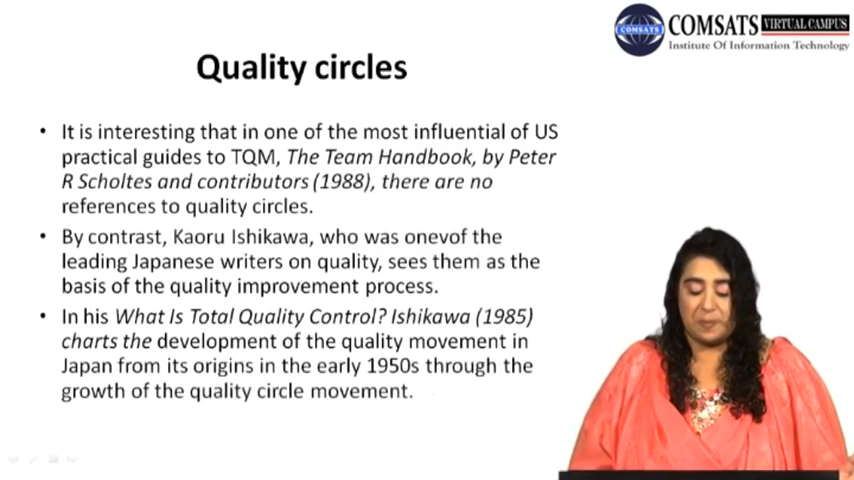 COMSATS VIRTUAL CAMPUS
Institute Of Information Technology
COMSATS
Quality circles
• It is interesting that in one of the most influential of US
practical guides to TQM, The Team Handbook, by Peter
R Scholtes and contributors (1988), there are no
references to quality circles.
• By contrast, Kaoru Ishikawa, who was onevof the
leading Japanese writers on quality, sees them as the
basis of the quality improvement process.
• In his What Is Total Quality Control? Ishikawa (1985)
charts the development of the quality movement in
Japan from its origins in the early 1950s through the
growth of the quality circle movement.